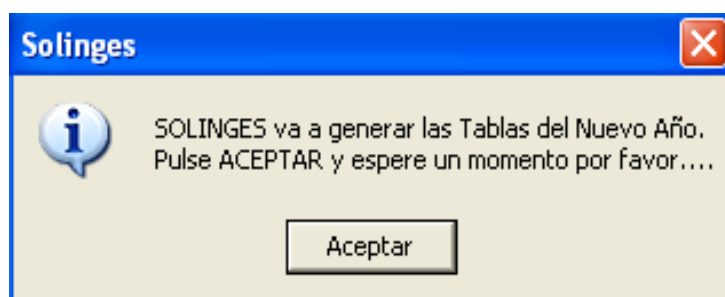 Solinges
SOLINGES va a generar las Tablas del Nuevo Año.
Pulse ACEPTAR y espere un momento por favor....
Aceptar